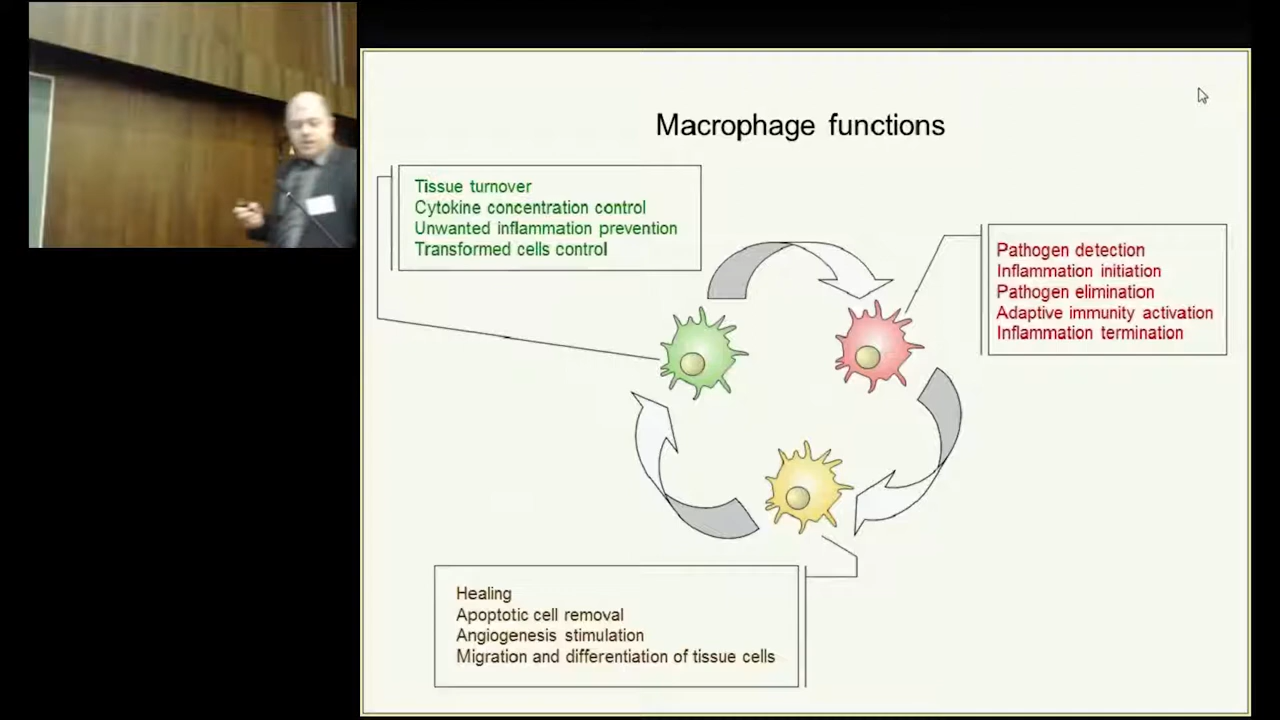 Macrophage functions
Tissue turnover
Cytokine concentration control
Unwanted inflammation prevention
Transformed cells control
Pathogen detection
Inflammation initiation
Pathogen elimination
Adaptive immunity activation
Inflammation termination
Healing
Apoptotic cell removal
Angiogenesis stimulation
Migration and differentiation of tissue cells